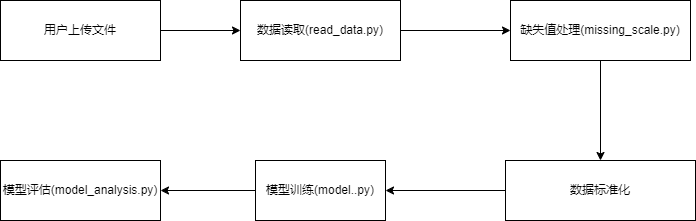 用户上传文件
数据读取(read_data.py)
缺失值处理(missing_scale.py)
数据标准化
模型训练(model..py)
模型评估(model_analysis.py)